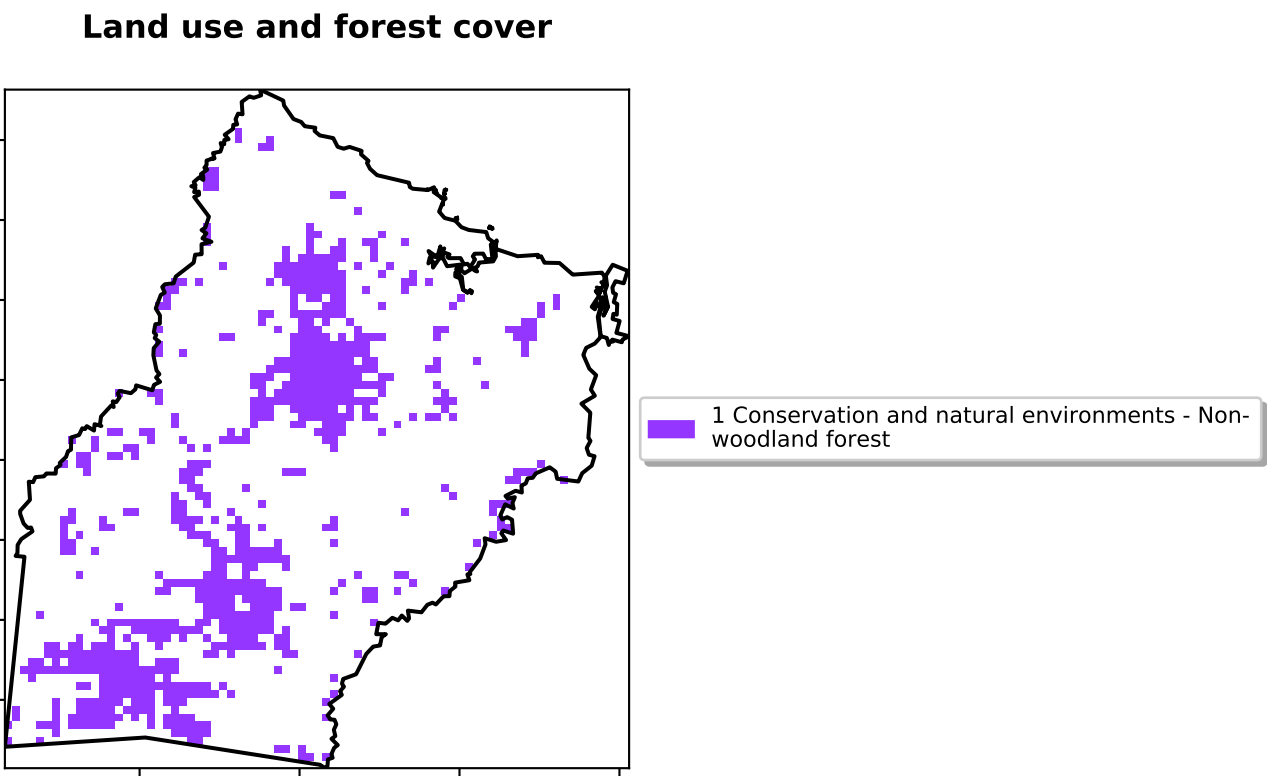 Land use and forest cover
1 Conservation and natural environments - Non-
woodland forest